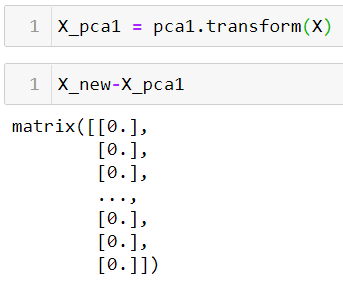 1 X_pca1 = pca1.transform(X)
1 X_new-X_pca1
matrix([[0.],
        [0.],
        [0.],
        ...,
        [0.],
        [0.],
        [0.]])